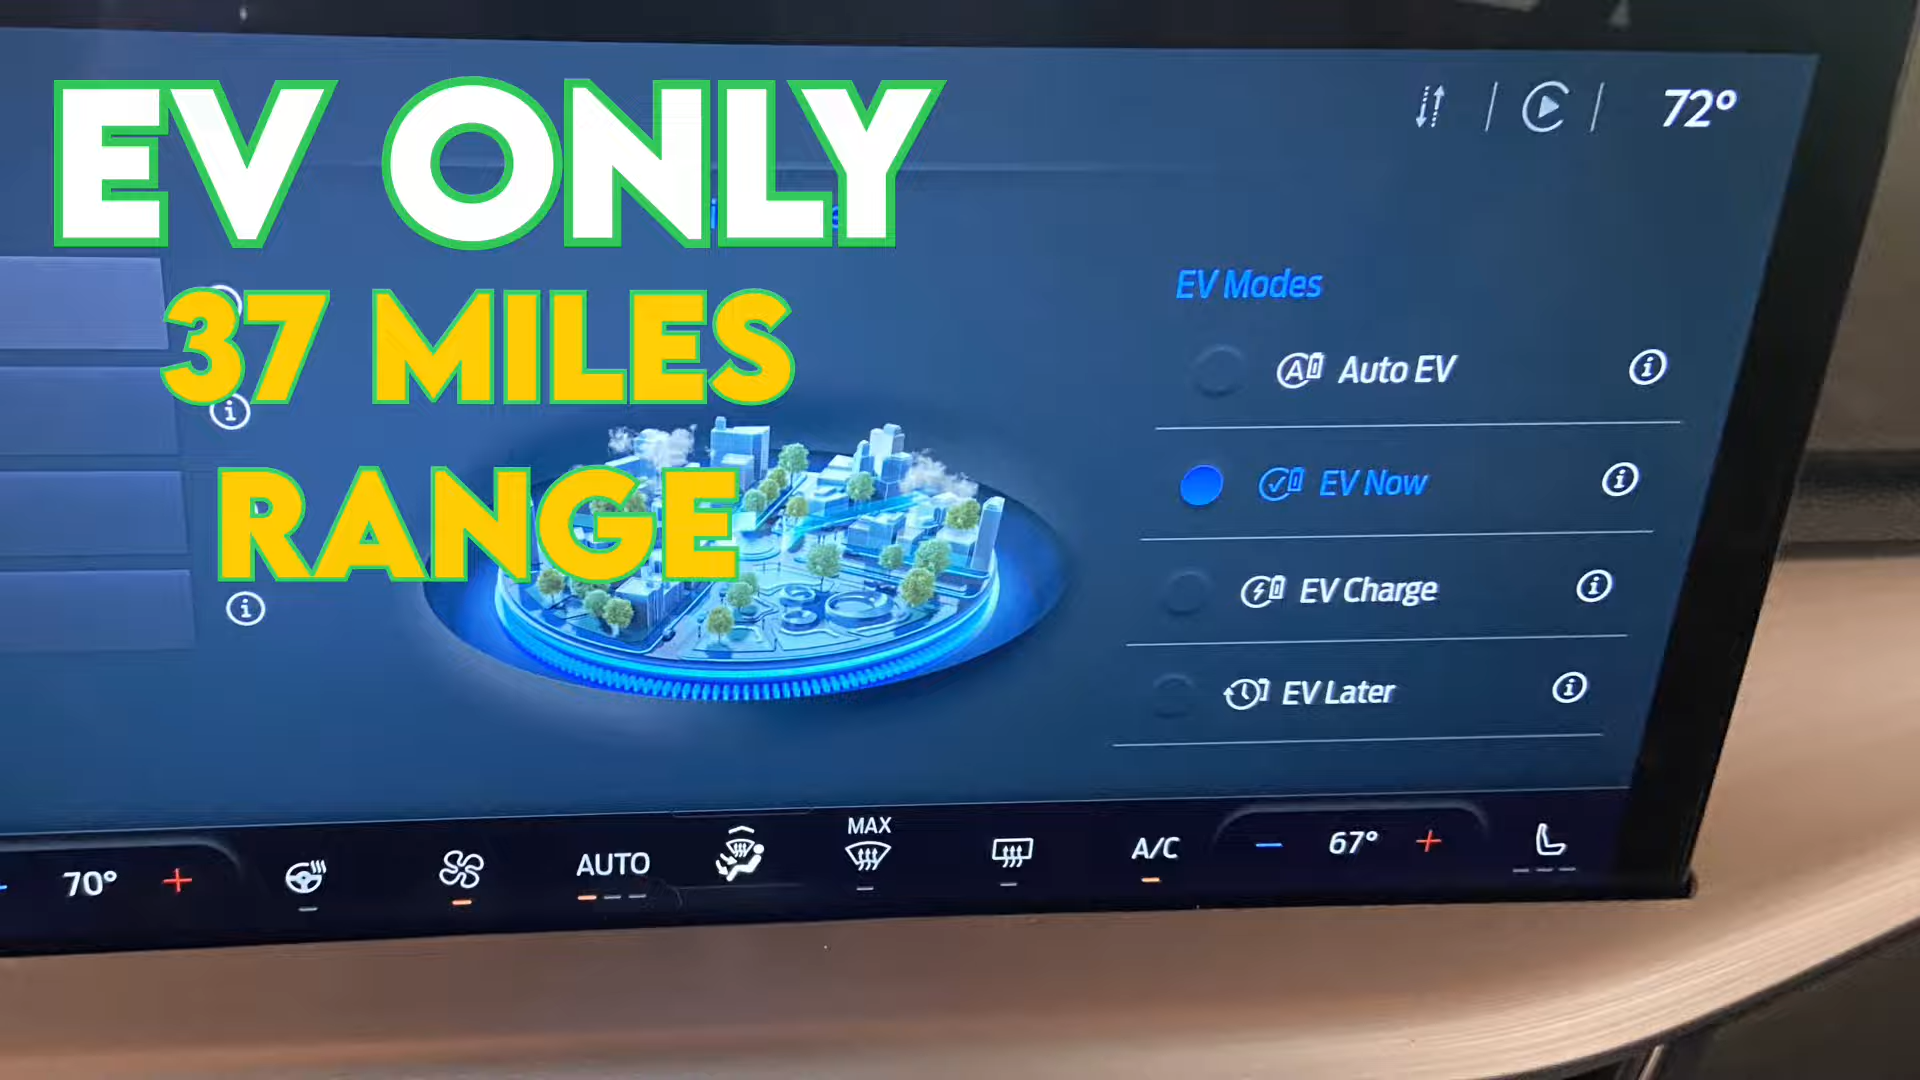 EV ONLY
37 MILES
RANGE
72°
EV Modes
Auto EV
EV Now
EV Charge
EV Later
70°
AUTO
MAX
A/C
67°